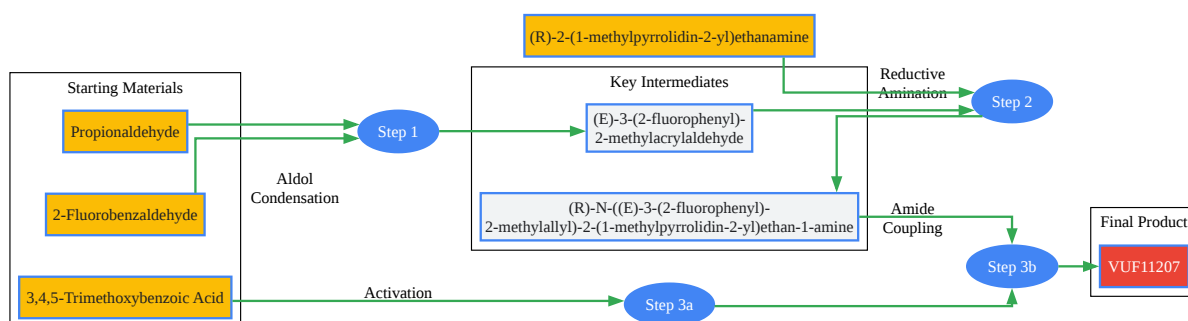 (R)-2-(1-methylpyrrolidin-2-yl)ethanamine
Starting Materials
Key Intermediates
Reductive
Amination
Step 2
Propionaldehyde
Step 1
(E)-3-(2-fluorophenyl)-
2-methylacrylaldehyde
Aldol
Condensation
2-Fluorobenzaldehyde
(R)-N-((E)-3-(2-fluorophenyl)-
2-methylallyl)-2-(1-methylpyrrolidin-2-yl)ethan-1-amine
Amide
Coupling
Final Product
Step 3b
VUF11207
3,4,5-Trimethoxybenzoic Acid
Activation
Step 3a